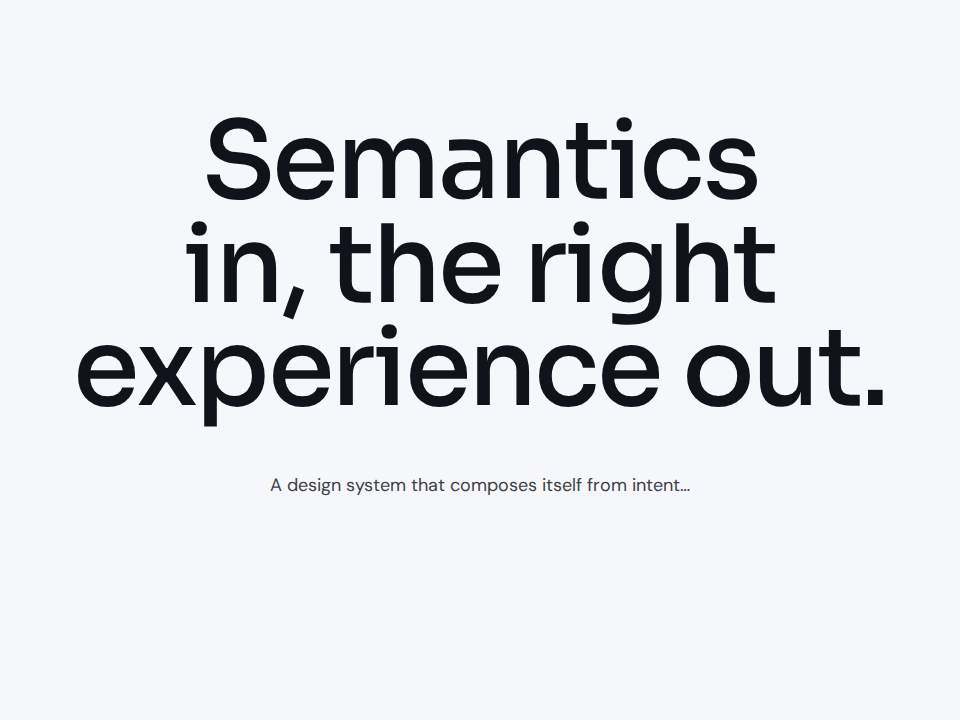 Semantics
in, the right
experience out.
A design system that composes itself from intent…